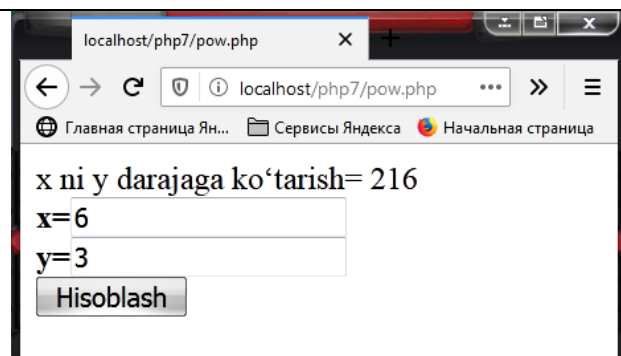 localhost/php7/pow.php
localhost/php7/pow.php
Главная страница Ян... Сервисы Яндекса Начальная страница
x ni y darajaga ko‘tarish= 216
x=6
y=3
Hisoblash